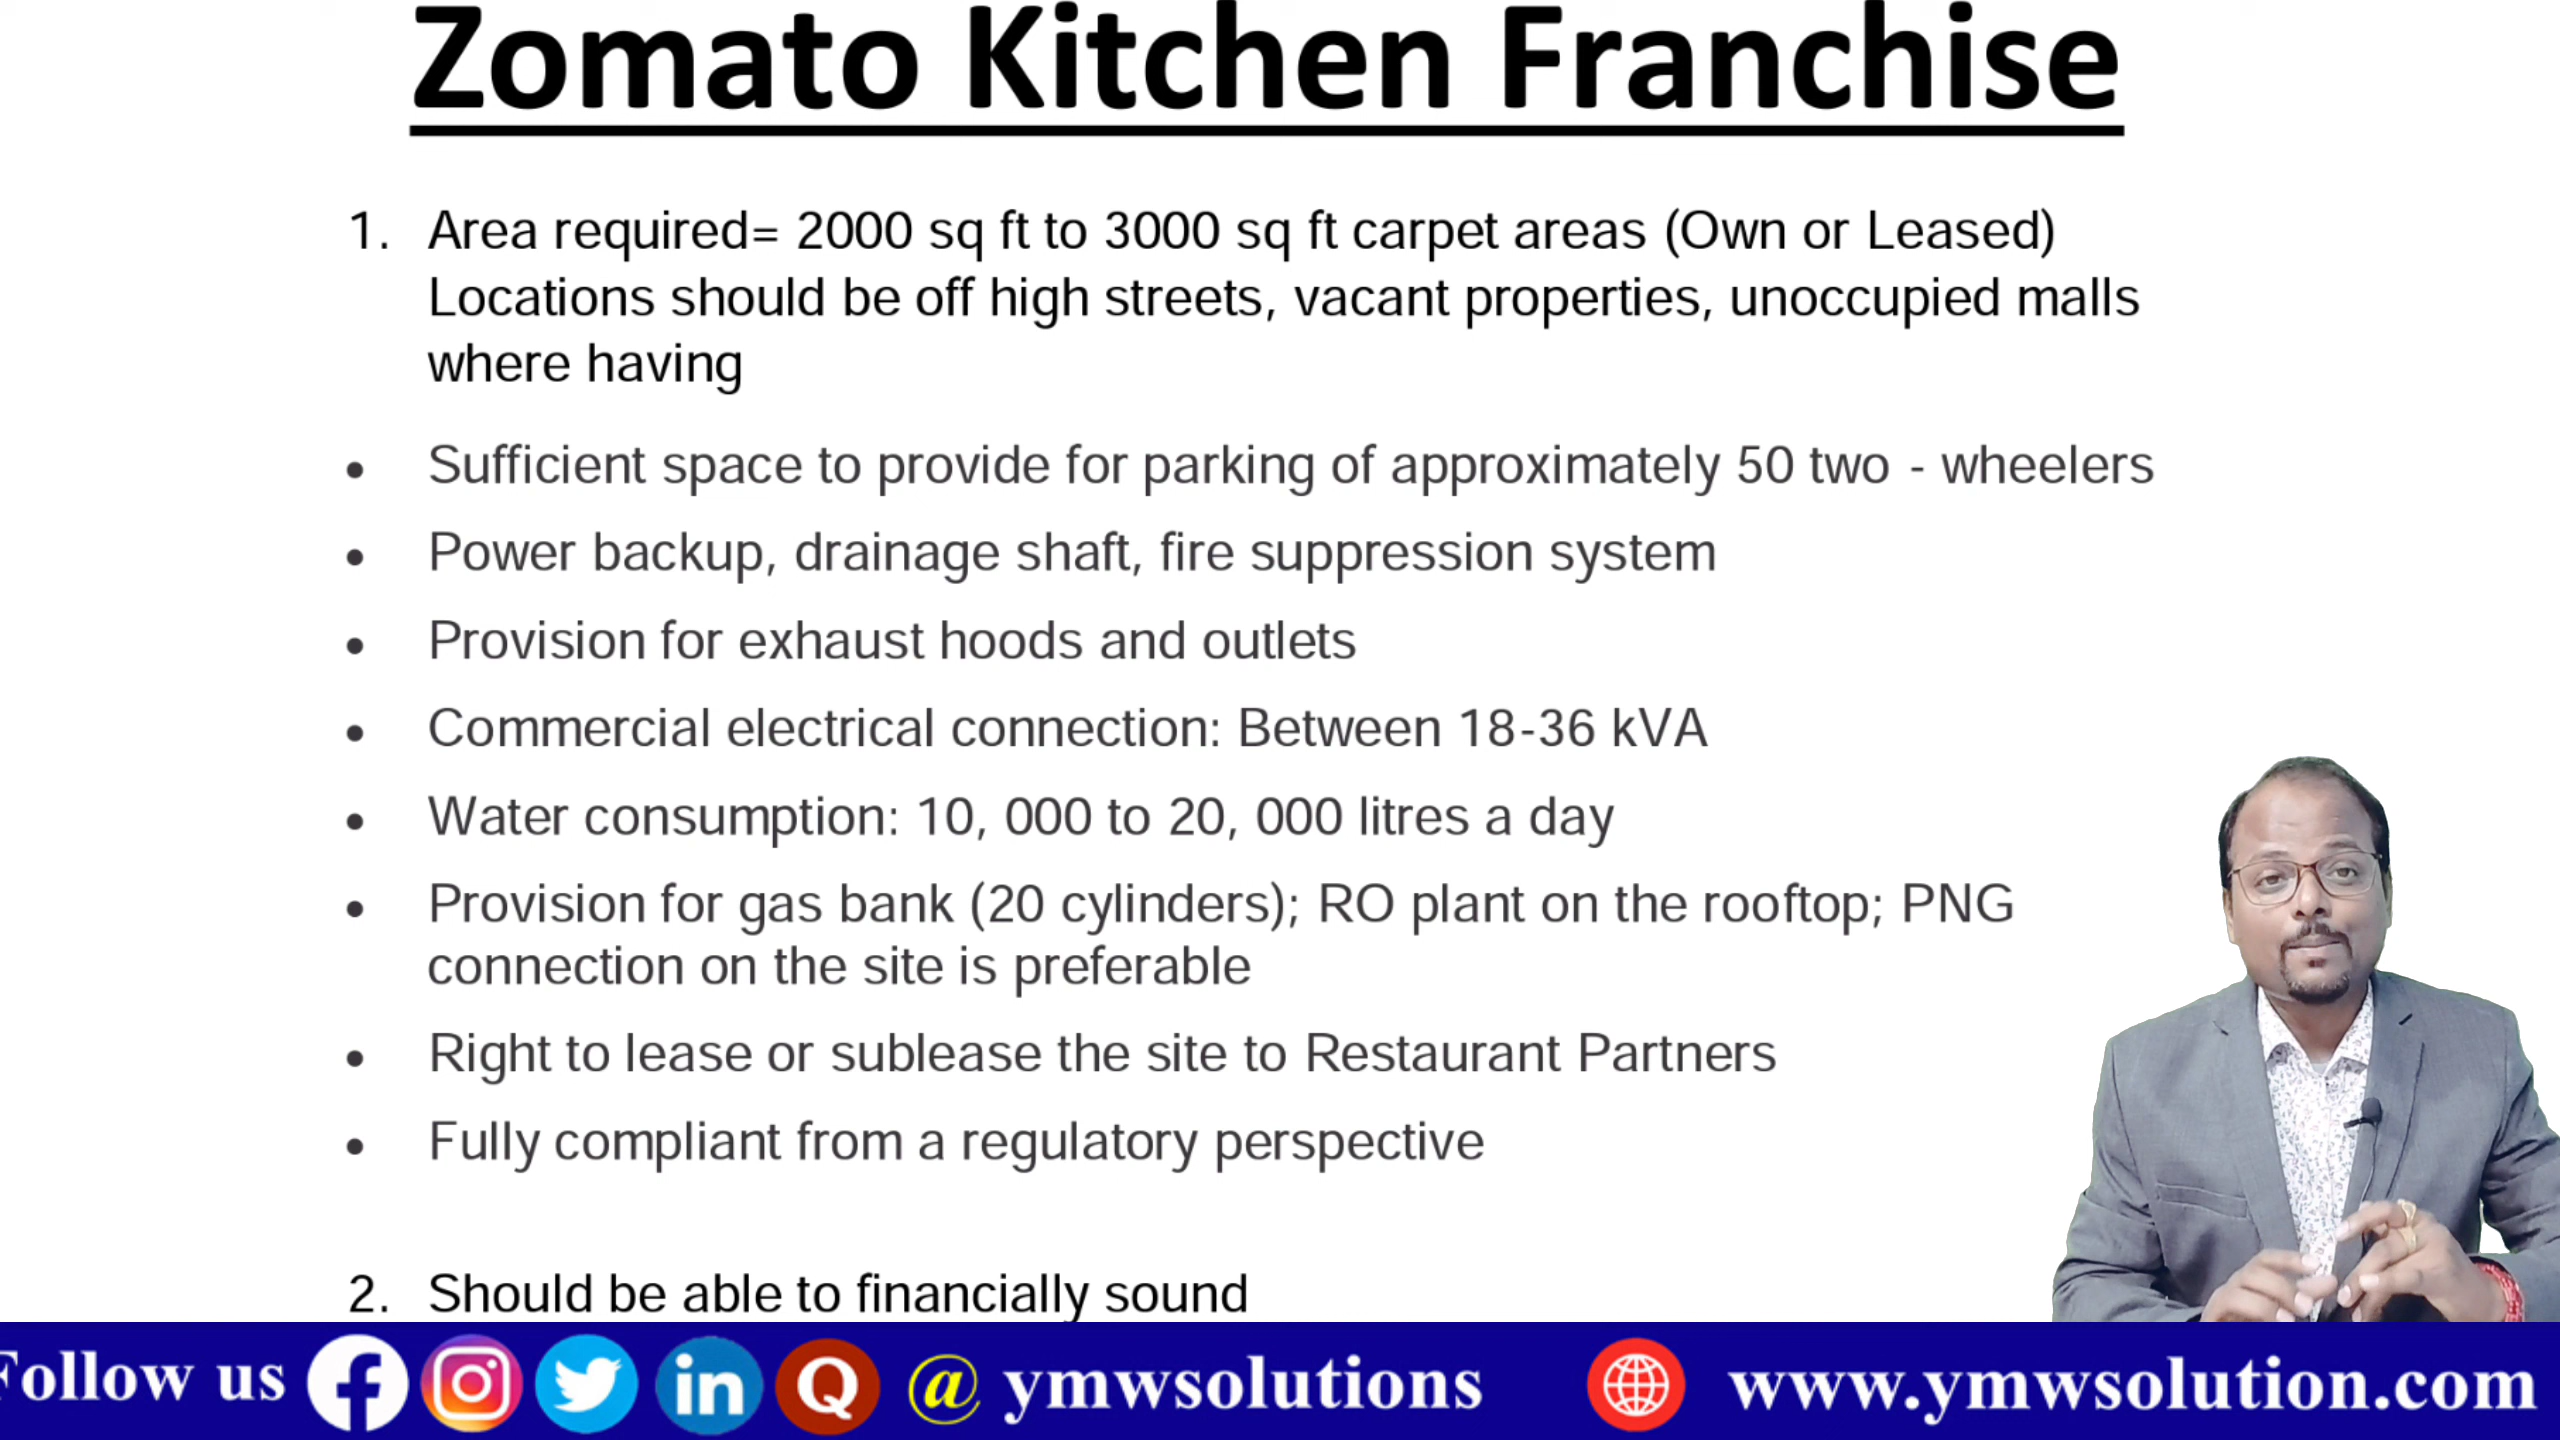 Zomato Kitchen Franchise
1. Area required= 2000 sq ft to 3000 sq ft carpet areas (Own or Leased)
Locations should be off high streets, vacant properties, unoccupied malls
where having
• Sufficient space to provide for parking of approximately 50 two - wheelers
• Power backup, drainage shaft, fire suppression system
• Provision for exhaust hoods and outlets
• Commercial electrical connection: Between 18-36 kVA
• Water consumption: 10, 000 to 20, 000 litres a day
• Provision for gas bank (20 cylinders); RO plant on the rooftop; PNG
connection on the site is preferable
• Right to lease or sublease the site to Restaurant Partners
• Fully compliant from a regulatory perspective
2. Should be able to financially sound
Follow us f in Q @ ymwsolutions www.ymwsolution.com